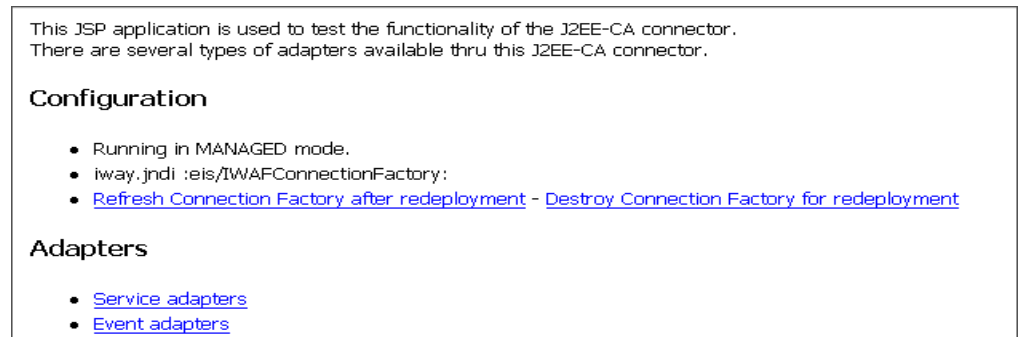 This JSP application is used to test the functionality of the J2EE-CA connector.
There are several types of adapters available thru this J2EE-CA connector.
Configuration
Running in MANAGED mode.
iway.jndi :eis/IWAFConnectionFactory:
Refresh Connection Factory after redeployment - Destroy Connection Factory for redeployment
Adapters
Service adapters
Event adapters